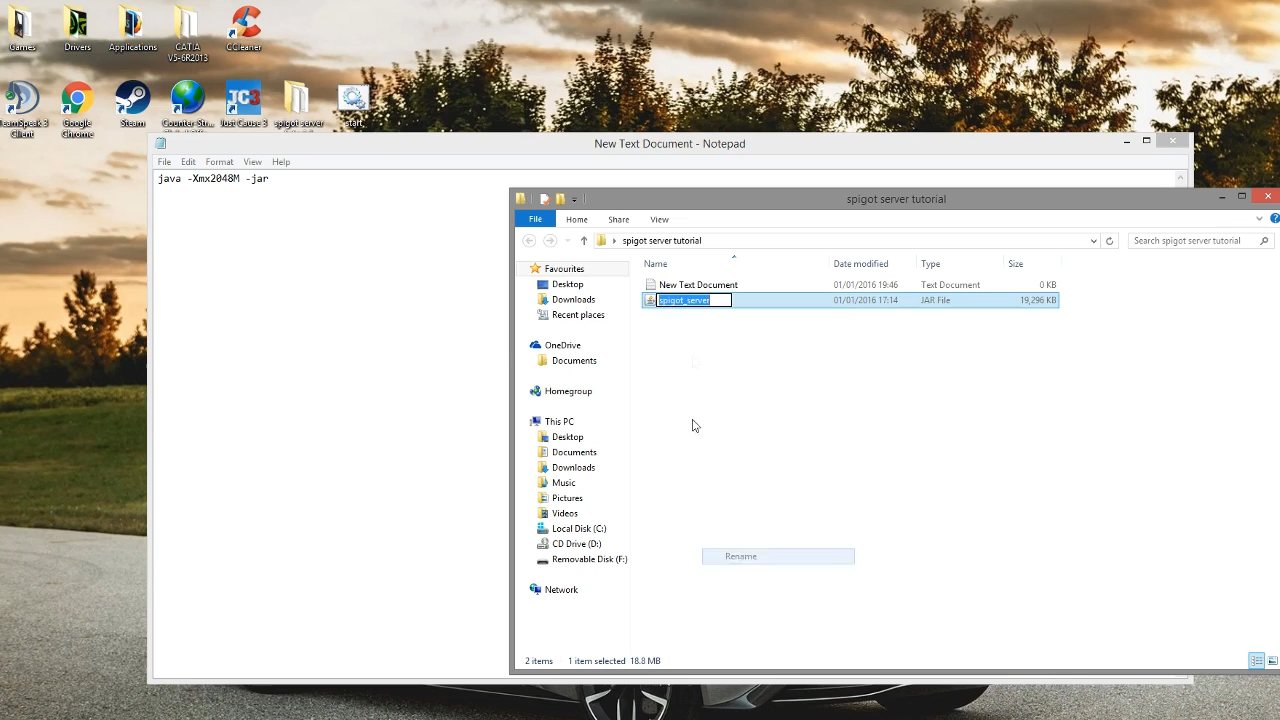 Games
Drivers
Applications
CATIA
V5-6R2013
CCleaner
TeamSpeak 3
Client
Google
Chrome
Steam
Counter-Str...
Just Cause 3
spigot server
start
New Text Document - Notepad
File Edit Format View Help
java -Xmx2048M -jar
spigot server tutorial
File Home Share View
spigot server tutorial
Search spigot server tutorial
Name Date modified Type Size
New Text Document 01/01/2016 19:46 Text Document 0 KB
spigot_server 01/01/2016 17:14 JAR File 19,296 KB
Favourites
Desktop
Downloads
Recent places
OneDrive
Documents
Homegroup
This PC
Desktop
Documents
Downloads
Music
Pictures
Videos
Local Disk (C:)
CD Drive (D:)
Removable Disk (F:)
Network
Rename
2 items 1 item selected 18.8 MB